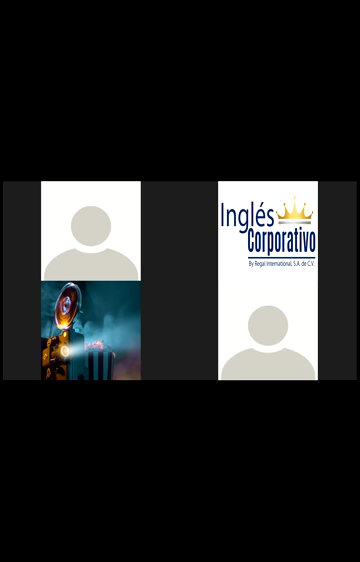 Inglés
Corporativo
By Regal International, S.A. de C.V.